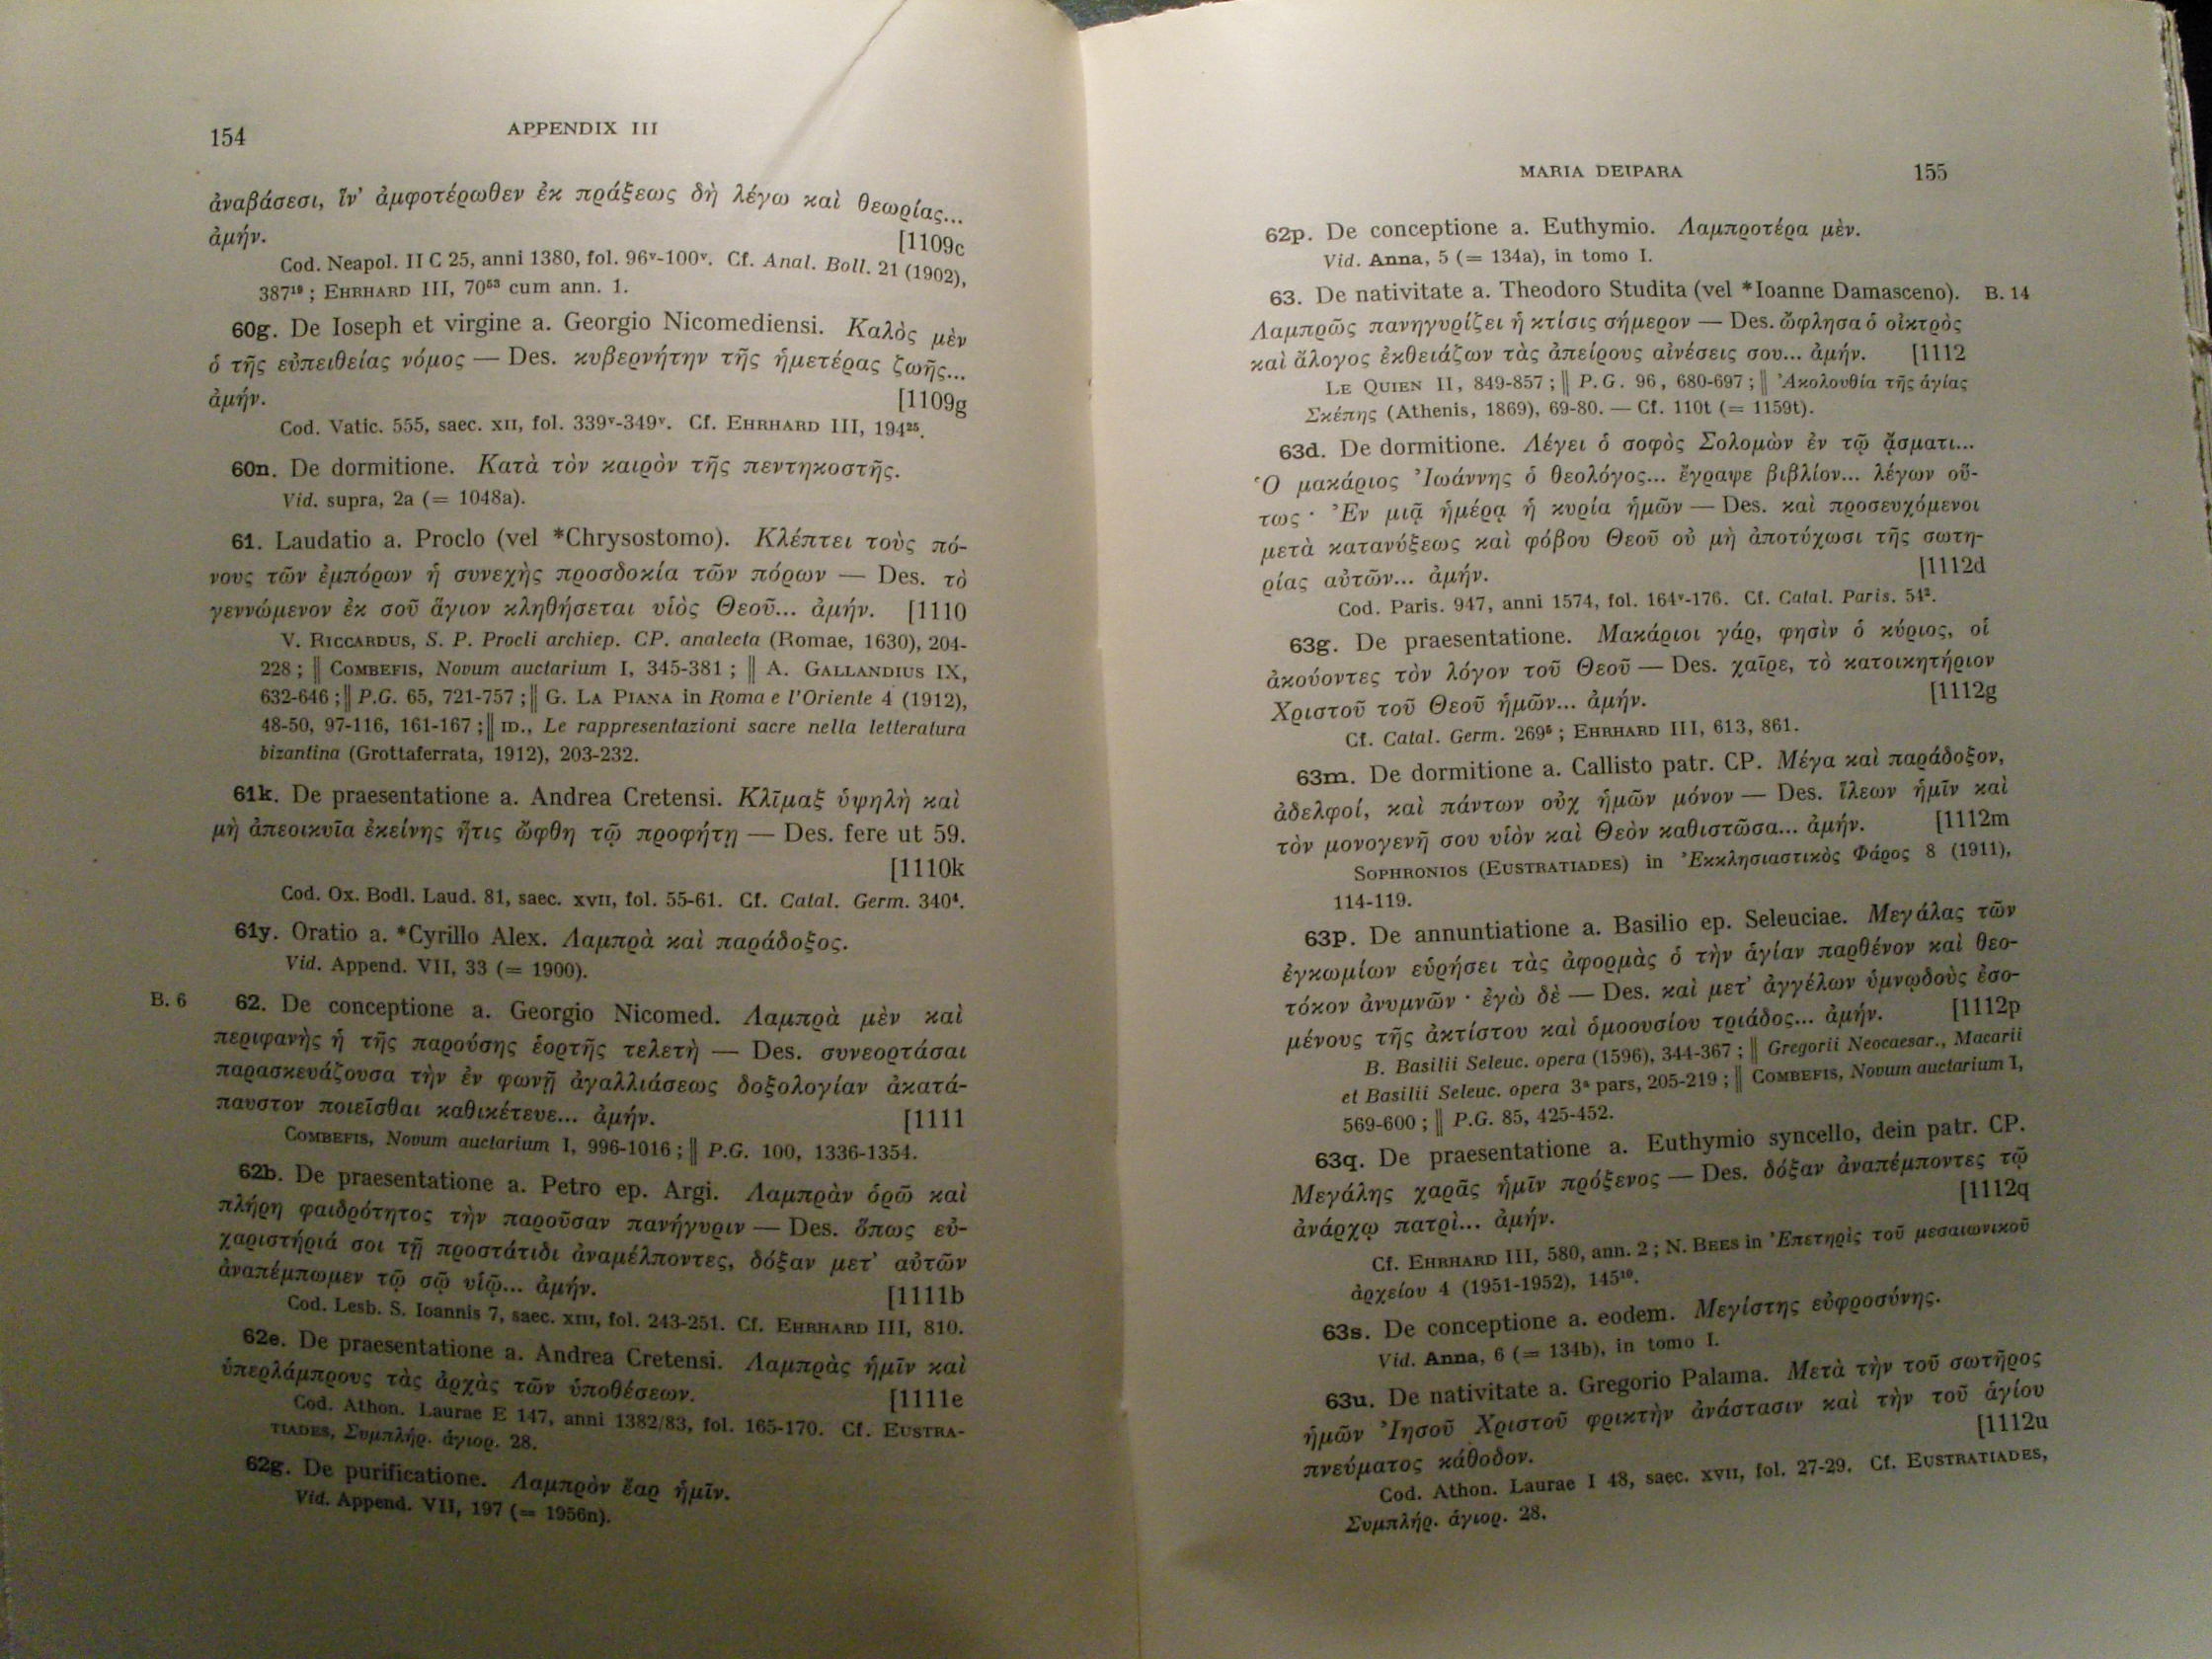 154
APPENDIX III
ἀναβάσεσι, ἵν' ἀμφοτέρωθεν ἐκ πράξεως δὴ λέγω καὶ θεωρίας...
ἀμήν. [1109c
Cod. Neapol. II C 25, anni 1380, fol. 96ᵛ-100ᵛ. Cf. Anal. Boll. 21 (1902),
387¹⁹ ; EHRHARD III, 70⁵³ cum ann. 1.
60g. De Ioseph et virgine a. Georgio Nicomediensi. Καλὸς μὲν
ὁ τῆς εὐπειθείας νόμος — Des. κυβερνήτην τῆς ἡμετέρας ζωῆς...
ἀμήν. [1109g
Cod. Vatic. 555, saec. XII, fol. 339ᵛ-349ᵛ. Cf. EHRHARD III, 194²⁵.
60n. De dormitione. Κατὰ τὸν καιρὸν τῆς πεντηκοστῆς.
Vid. supra, 2a (= 1048a).
61. Laudatio a. Proclo (vel *Chrysostomo). Κλέπτει τοὺς πό-
νους τῶν ἐμπόρων ἡ συνεχὴς προσδοκία τῶν πόρων — Des. τὸ
γεννώμενον ἐκ σοῦ ἅγιον κληθήσεται υἱὸς Θεοῦ... ἀμήν. [1110
V. RICCARDUS, S. P. Procli archiep. CP. analecta (Romae, 1630), 204-
228 ; ‖ COMBEFIS, Novum auctarium I, 345-381 ; ‖ A. GALLANDIUS IX,
632-646 ; ‖ P.G. 65, 721-757 ; ‖ G. LA PIANA in Roma e l'Oriente 4 (1912),
48-50, 97-116, 161-167 ; ‖ ID., Le rappresentazioni sacre nella letteratura
bizantina (Grottaferrata, 1912), 203-232.
61k. De praesentatione a. Andrea Cretensi. Κλῖμαξ ὑψηλὴ καὶ
μὴ ἀπεοικυῖα ἐκείνης ἥτις ὤφθη τῷ προφήτῃ — Des. fere ut 59.
[1110k
Cod. Ox. Bodl. Laud. 81, saec. XVII, fol. 55-61. Cf. Catal. Germ. 340⁴.
61y. Oratio a. *Cyrillo Alex. Λαμπρὰ καὶ παράδοξος.
Vid. Append. VII, 33 (= 1900).
B. 6 62. De conceptione a. Georgio Nicomed. Λαμπρὰ μὲν καὶ
περιφανὴς ἡ τῆς παρούσης ἑορτῆς τελετὴ — Des. συνεορτάσαι
παρασκευάζουσα τὴν ἐν φωνῇ ἀγαλλιάσεως δοξολογίαν ἀκατά-
παυστον ποιεῖσθαι καθικέτευε... ἀμήν. [1111
COMBEFIS, Novum auctarium I, 996-1016 ; ‖ P.G. 100, 1336-1354.
62b. De praesentatione a. Petro ep. Argi. Λαμπρὰν ὁρῶ καὶ
πλήρη φαιδρότητος τὴν παροῦσαν πανήγυριν — Des. ὅπως εὐ-
χαριστήριά σοι τῇ προστάτιδι ἀναμέλποντες, δόξαν μετ' αὐτῶν
ἀναπέμπωμεν τῷ σῷ υἱῷ... ἀμήν. [1111b
Cod. Lesb. S. Ioannis 7, saec. XIII, fol. 243-251. Cf. EHRHARD III, 810.
62e. De praesentatione a. Andrea Cretensi. Λαμπρὰς ἡμῖν καὶ
ὑπερλάμπρους τὰς ἀρχὰς τῶν ὑποθέσεων. [1111e
Cod. Athon. Laurae E 147, anni 1382/83, fol. 165-170. Cf. EUSTRA-
TIADES, Συμπλήρ. ἁγιορ. 28.
62g. De purificatione. Λαμπρὸν ἔαρ ἡμῖν.
Vid. Append. VII, 197 (= 1956n).
MARIA DEIPARA
155
62p. De conceptione a. Euthymio. Λαμπροτέρα μὲν.
Vid. Anna, 5 (= 134a), in tomo I.
63. De nativitate a. Theodoro Studita (vel *Ioanne Damasceno). B. 14
Λαμπρῶς πανηγυρίζει ἡ κτίσις σήμερον — Des. ὤφλησα ὁ οἰκτρὸς
καὶ ἄλογος ἐκθειάζων τὰς ἀπείρους αἰνέσεις σου... ἀμήν. [1112
LE QUIEN II, 849-857 ; ‖ P.G. 96, 680-697 ; ‖ Ἀκολουθία τῆς ἁγίας
Σκέπης (Athenis, 1869), 69-80. — Cf. 110t (= 1159t).
63d. De dormitione. Λέγει ὁ σοφὸς Σολομὼν ἐν τῷ ᾄσματι...
Ὁ μακάριος Ἰωάννης ὁ θεολόγος... ἔγραψε βιβλίον... λέγων οὕ-
τως · Ἐν μιᾷ ἡμέρᾳ ἡ κυρία ἡμῶν — Des. καὶ προσευχόμενοι
μετὰ κατανύξεως καὶ φόβου Θεοῦ οὐ μὴ ἀποτύχωσι τῆς σωτη-
ρίας αὐτῶν... ἀμήν. [1112d
Cod. Paris. 947, anni 1574, fol. 164ᵛ-176. Cf. Catal. Paris. 54².
63g. De praesentatione. Μακάριοι γάρ, φησὶν ὁ κύριος, οἱ
ἀκούοντες τὸν λόγον τοῦ Θεοῦ — Des. χαῖρε, τὸ κατοικητήριον
Χριστοῦ τοῦ Θεοῦ ἡμῶν... ἀμήν. [1112g
Cf. Catal. Germ. 269⁵ ; EHRHARD III, 613, 861.
63m. De dormitione a. Callisto patr. CP. Μέγα καὶ παράδοξον,
ἀδελφοί, καὶ πάντων οὐχ ἡμῶν μόνον — Des. ἵλεων ἡμῖν καὶ
τὸν μονογενῆ σου υἱὸν καὶ Θεὸν καθιστῶσα... ἀμήν. [1112m
SOPHRONIOS (EUSTRATIADES) in Ἐκκλησιαστικὸς Φάρος 8 (1911),
114-119.
63p. De annuntiatione a. Basilio ep. Seleuciae. Μεγάλας τῶν
ἐγκωμίων εὑρήσει τὰς ἀφορμὰς ὁ τὴν ἁγίαν παρθένον καὶ θεο-
τόκον ἀνυμνῶν · ἐγὼ δὲ — Des. καὶ μετ' ἀγγέλων ὑμνῳδοὺς ἐσο-
μένους τῆς ἀκτίστου καὶ ὁμοουσίου τριάδος... ἀμήν. [1112p
B. Basilii Seleuc. opera (1596), 344-367 ; ‖ Gregorii Neocaesar., Macarii
et Basilii Seleuc. opera 3ᵃ pars, 205-219 ; ‖ COMBEFIS, Novum auctarium I,
569-600 ; ‖ P.G. 85, 425-452.
63q. De praesentatione a. Euthymio syncello, dein patr. CP.
Μεγάλης χαρᾶς ἡμῖν πρόξενος — Des. δόξαν ἀναπέμποντες τῷ
ἀνάρχῳ πατρὶ... ἀμήν. [1112q
Cf. EHRHARD III, 580, ann. 2 ; N. BEES in Ἐπετηρὶς τοῦ μεσαιωνικοῦ
ἀρχείου 4 (1951-1952), 145¹⁰.
63s. De conceptione a. eodem. Μεγίστης εὐφροσύνης.
Vid. Anna, 6 (= 134b), in tomo I.
63u. De nativitate a. Gregorio Palama. Μετὰ τὴν τοῦ σωτῆρος
ἡμῶν Ἰησοῦ Χριστοῦ φρικτὴν ἀνάστασιν καὶ τὴν τοῦ ἁγίου
πνεύματος κάθοδον. [1112u
Cod. Athon. Laurae I 48, saec. XVII, fol. 27-29. Cf. EUSTRATIADES,
Συμπλήρ. ἁγιορ. 28.